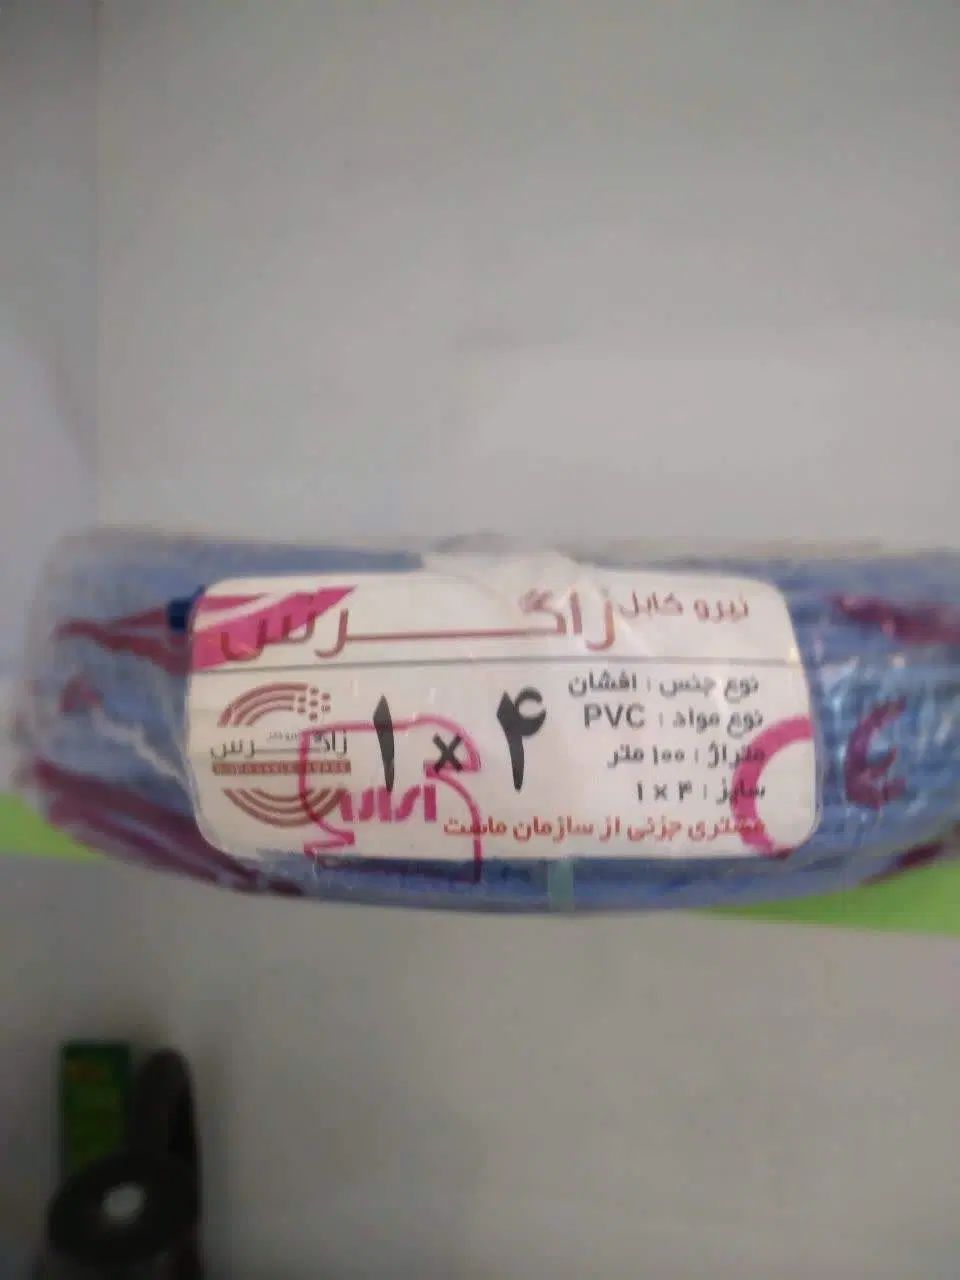 نیرو کابل زاگرس
نوع جنس : افشان
نوع مواد : PVC
متراژ : ۱۰۰ متر
سایز : ۴ × ۱
۱ × ۴
زاگرس
مشتری جزئی از سازمان ماست